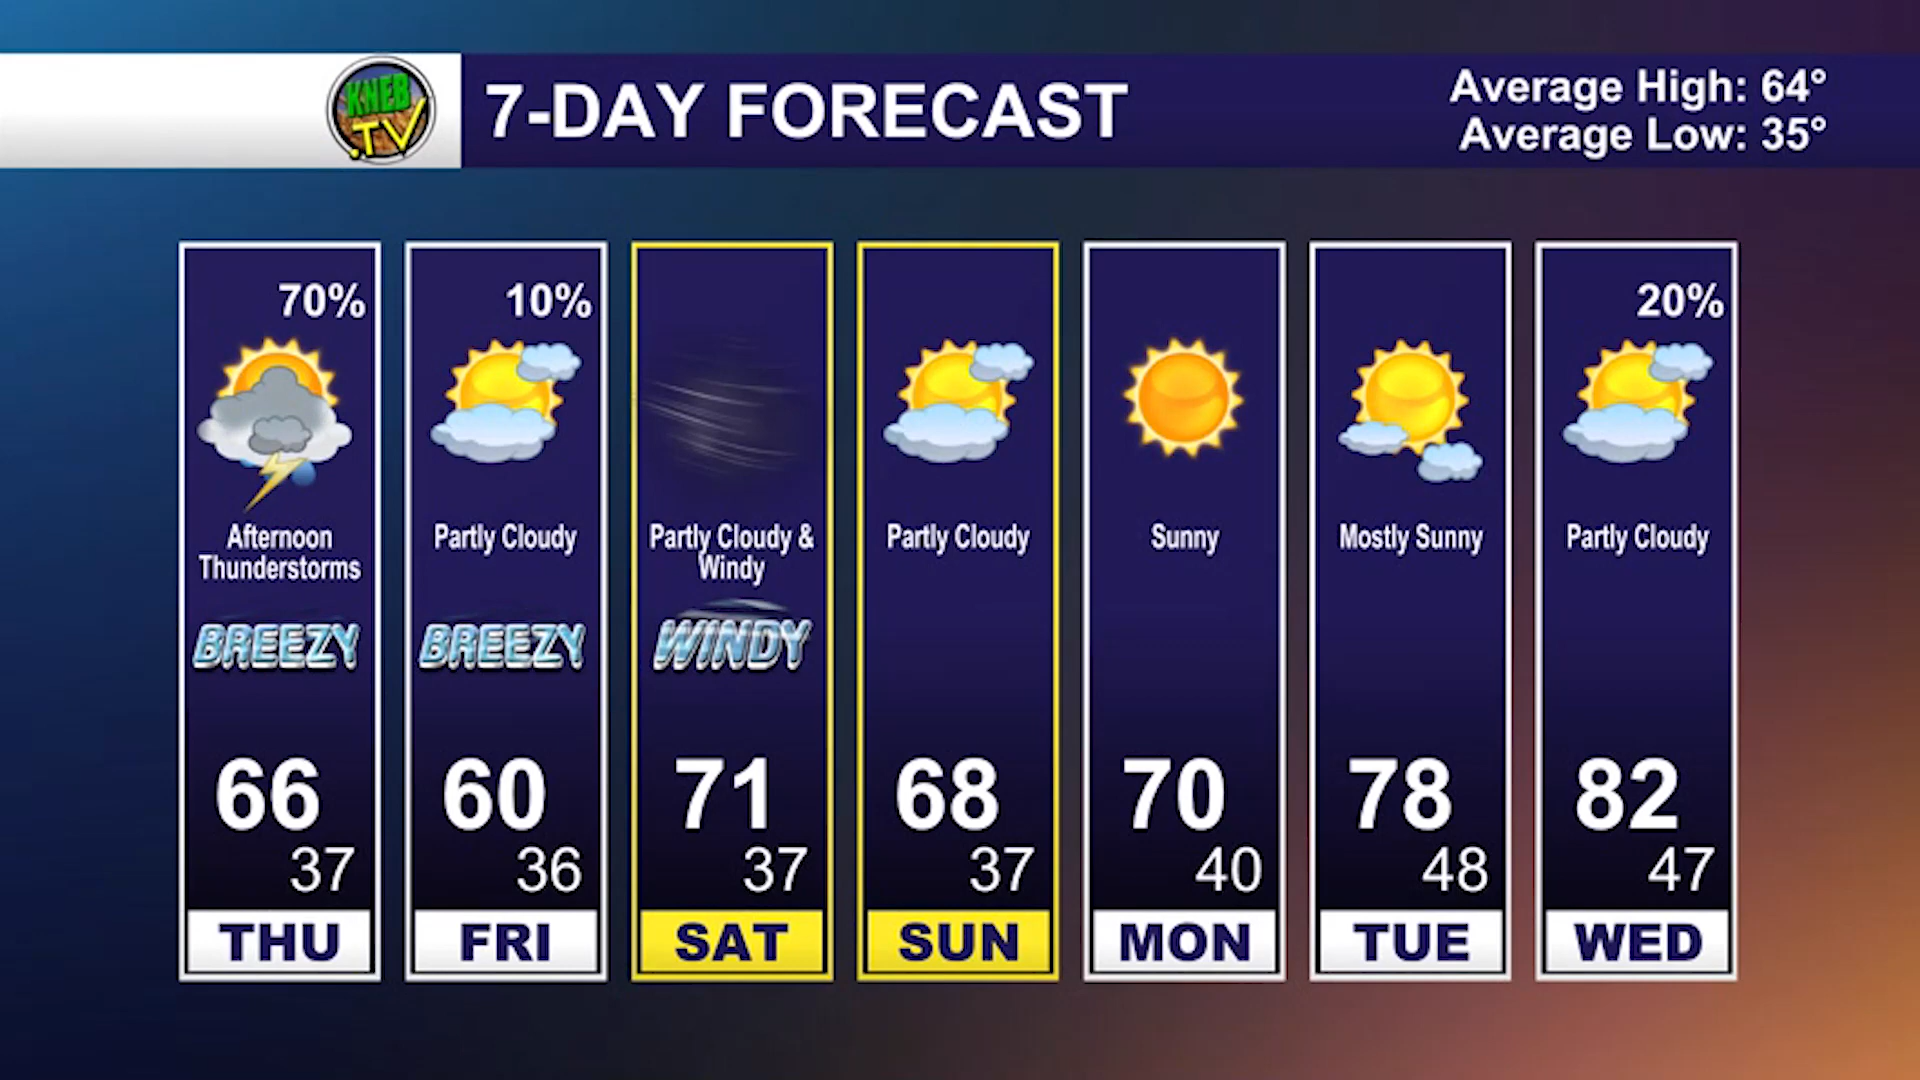 KNEB
.TV
7-DAY FORECAST
Average High: 64°
Average Low: 35°
70%
Afternoon
Thunderstorms
BREEZY
66
37
THU
10%
Partly Cloudy
BREEZY
60
36
FRI
Partly Cloudy &
Windy
WINDY
71
37
SAT
Partly Cloudy
68
37
SUN
Sunny
70
40
MON
Mostly Sunny
78
48
TUE
20%
Partly Cloudy
82
47
WED